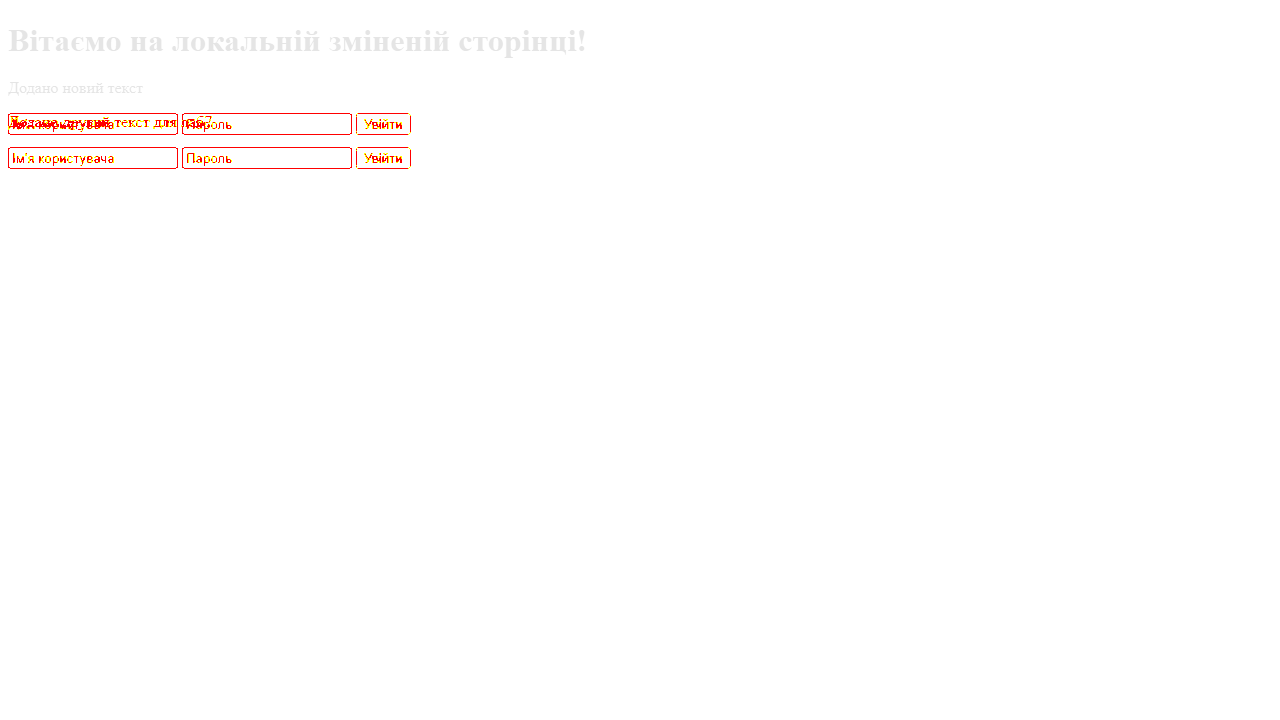 Вітаємо на локальній зміненій сторінці!
Додано новий текст
Додано другий текст для лаб7
Ім'я користувача Пароль Увійти
Ім'я користувача Пароль Увійти